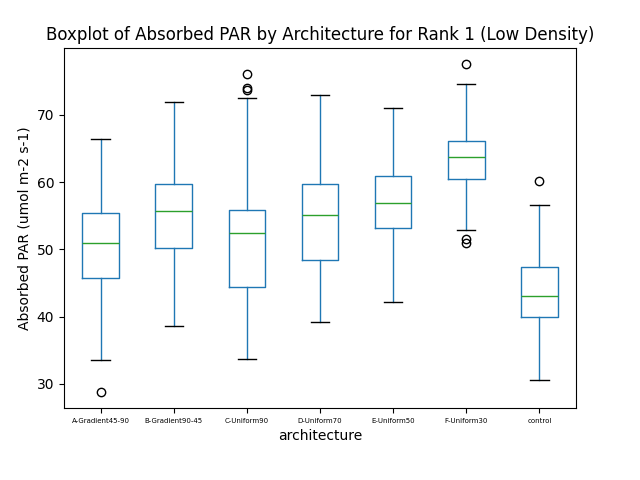 Boxplot of Absorbed PAR by Architecture for Rank 1 (Low Density)
Absorbed PAR (umol m-2 s-1)
70
60
50
40
30
A-Gradient45-90 B-Gradient90-45 C-Uniform90 D-Uniform70 E-Uniform50 F-Uniform30 control
architecture